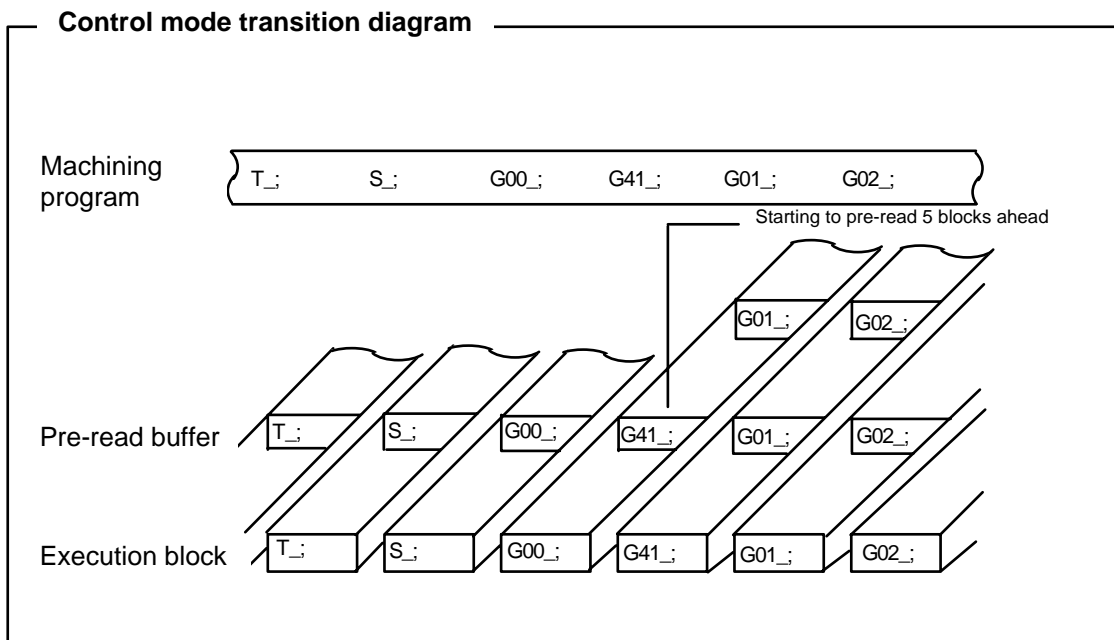 Control mode transition diagram
Machining
program
T_; S_; G00_; G41_; G01_; G02_;
Starting to pre-read 5 blocks ahead
G01_; G02_;
Pre-read buffer
T_; S_; G00_; G41_; G01_; G02_;
Execution block
T_; S_; G00_; G41_; G01_; G02_;